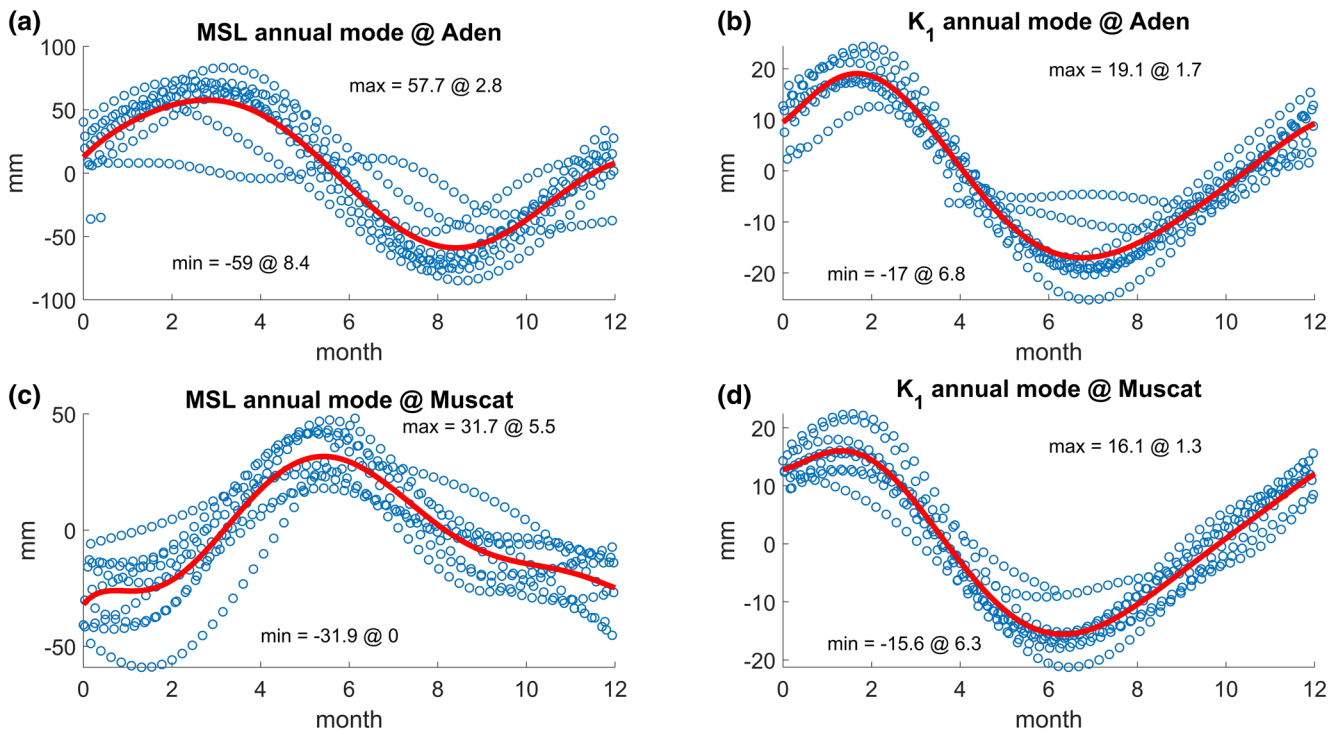 (a)
MSL annual mode @ Aden
100
50
0
-50
-100
mm
max = 57.7 @ 2.8
min = -59 @ 8.4
0 2 4 6 8 10 12
month
(b)
K1 annual mode @ Aden
20
10
0
-10
-20
mm
max = 19.1 @ 1.7
min = -17 @ 6.8
0 2 4 6 8 10 12
month
(c)
MSL annual mode @ Muscat
50
0
-50
mm
max = 31.7 @ 5.5
min = -31.9 @ 0
0 2 4 6 8 10 12
month
(d)
K1 annual mode @ Muscat
20
10
0
-10
-20
mm
max = 16.1 @ 1.3
min = -15.6 @ 6.3
0 2 4 6 8 10 12
month